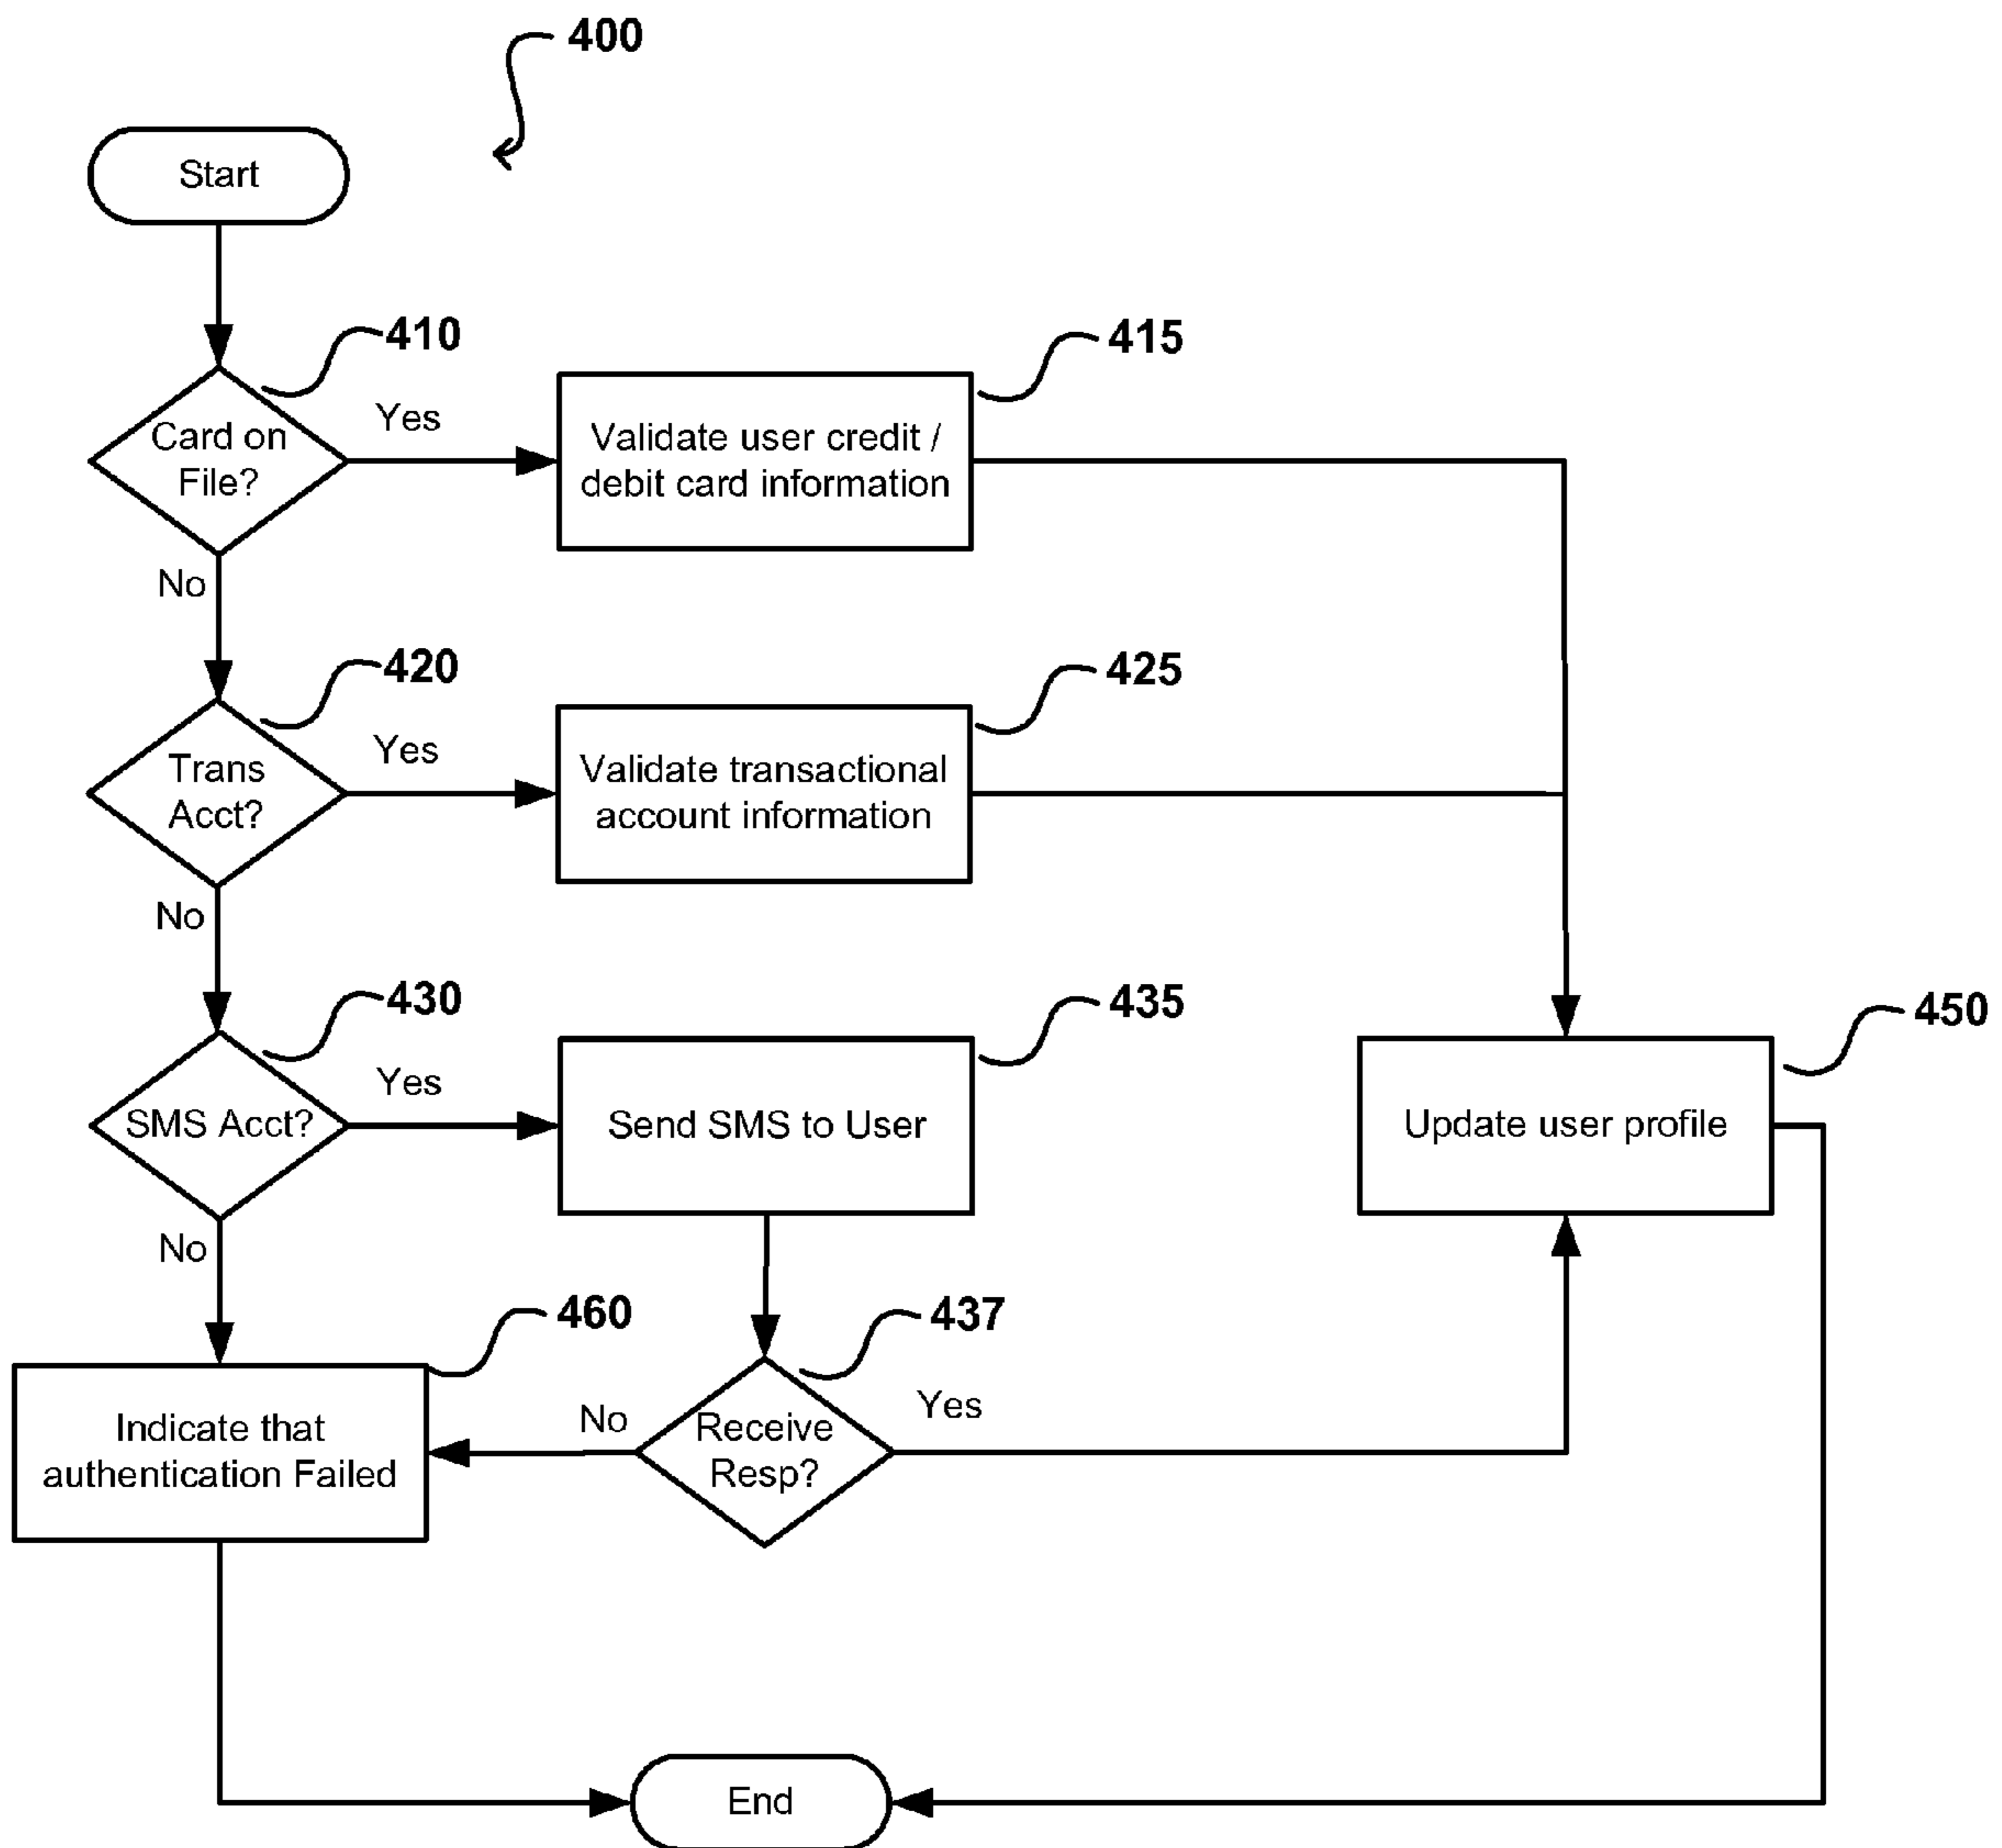 400
Start
410
415
Card on
File?
Yes
Validate user credit /
debit card information
No
420
425
Trans
Acct?
Yes
Validate transactional
account information
No
430
435
450
SMS Acct?
Yes
Send SMS to User
Update user profile
No
460
437
Indicate that
authentication Failed
No
Receive
Resp?
Yes
End